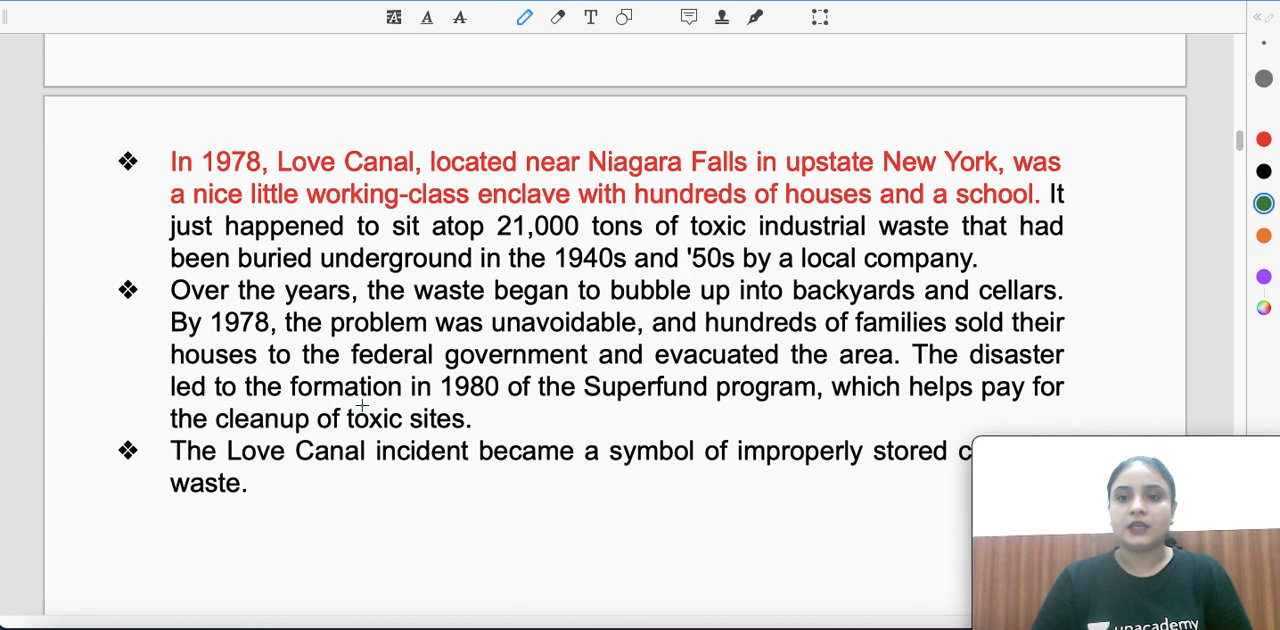 ❖ In 1978, Love Canal, located near Niagara Falls in upstate New York, was
a nice little working-class enclave with hundreds of houses and a school. It
just happened to sit atop 21,000 tons of toxic industrial waste that had
been buried underground in the 1940s and '50s by a local company.
❖ Over the years, the waste began to bubble up into backyards and cellars.
By 1978, the problem was unavoidable, and hundreds of families sold their
houses to the federal government and evacuated the area. The disaster
led to the formation in 1980 of the Superfund program, which helps pay for
the cleanup of toxic sites.
❖ The Love Canal incident became a symbol of improperly stored c
waste.
unacademy